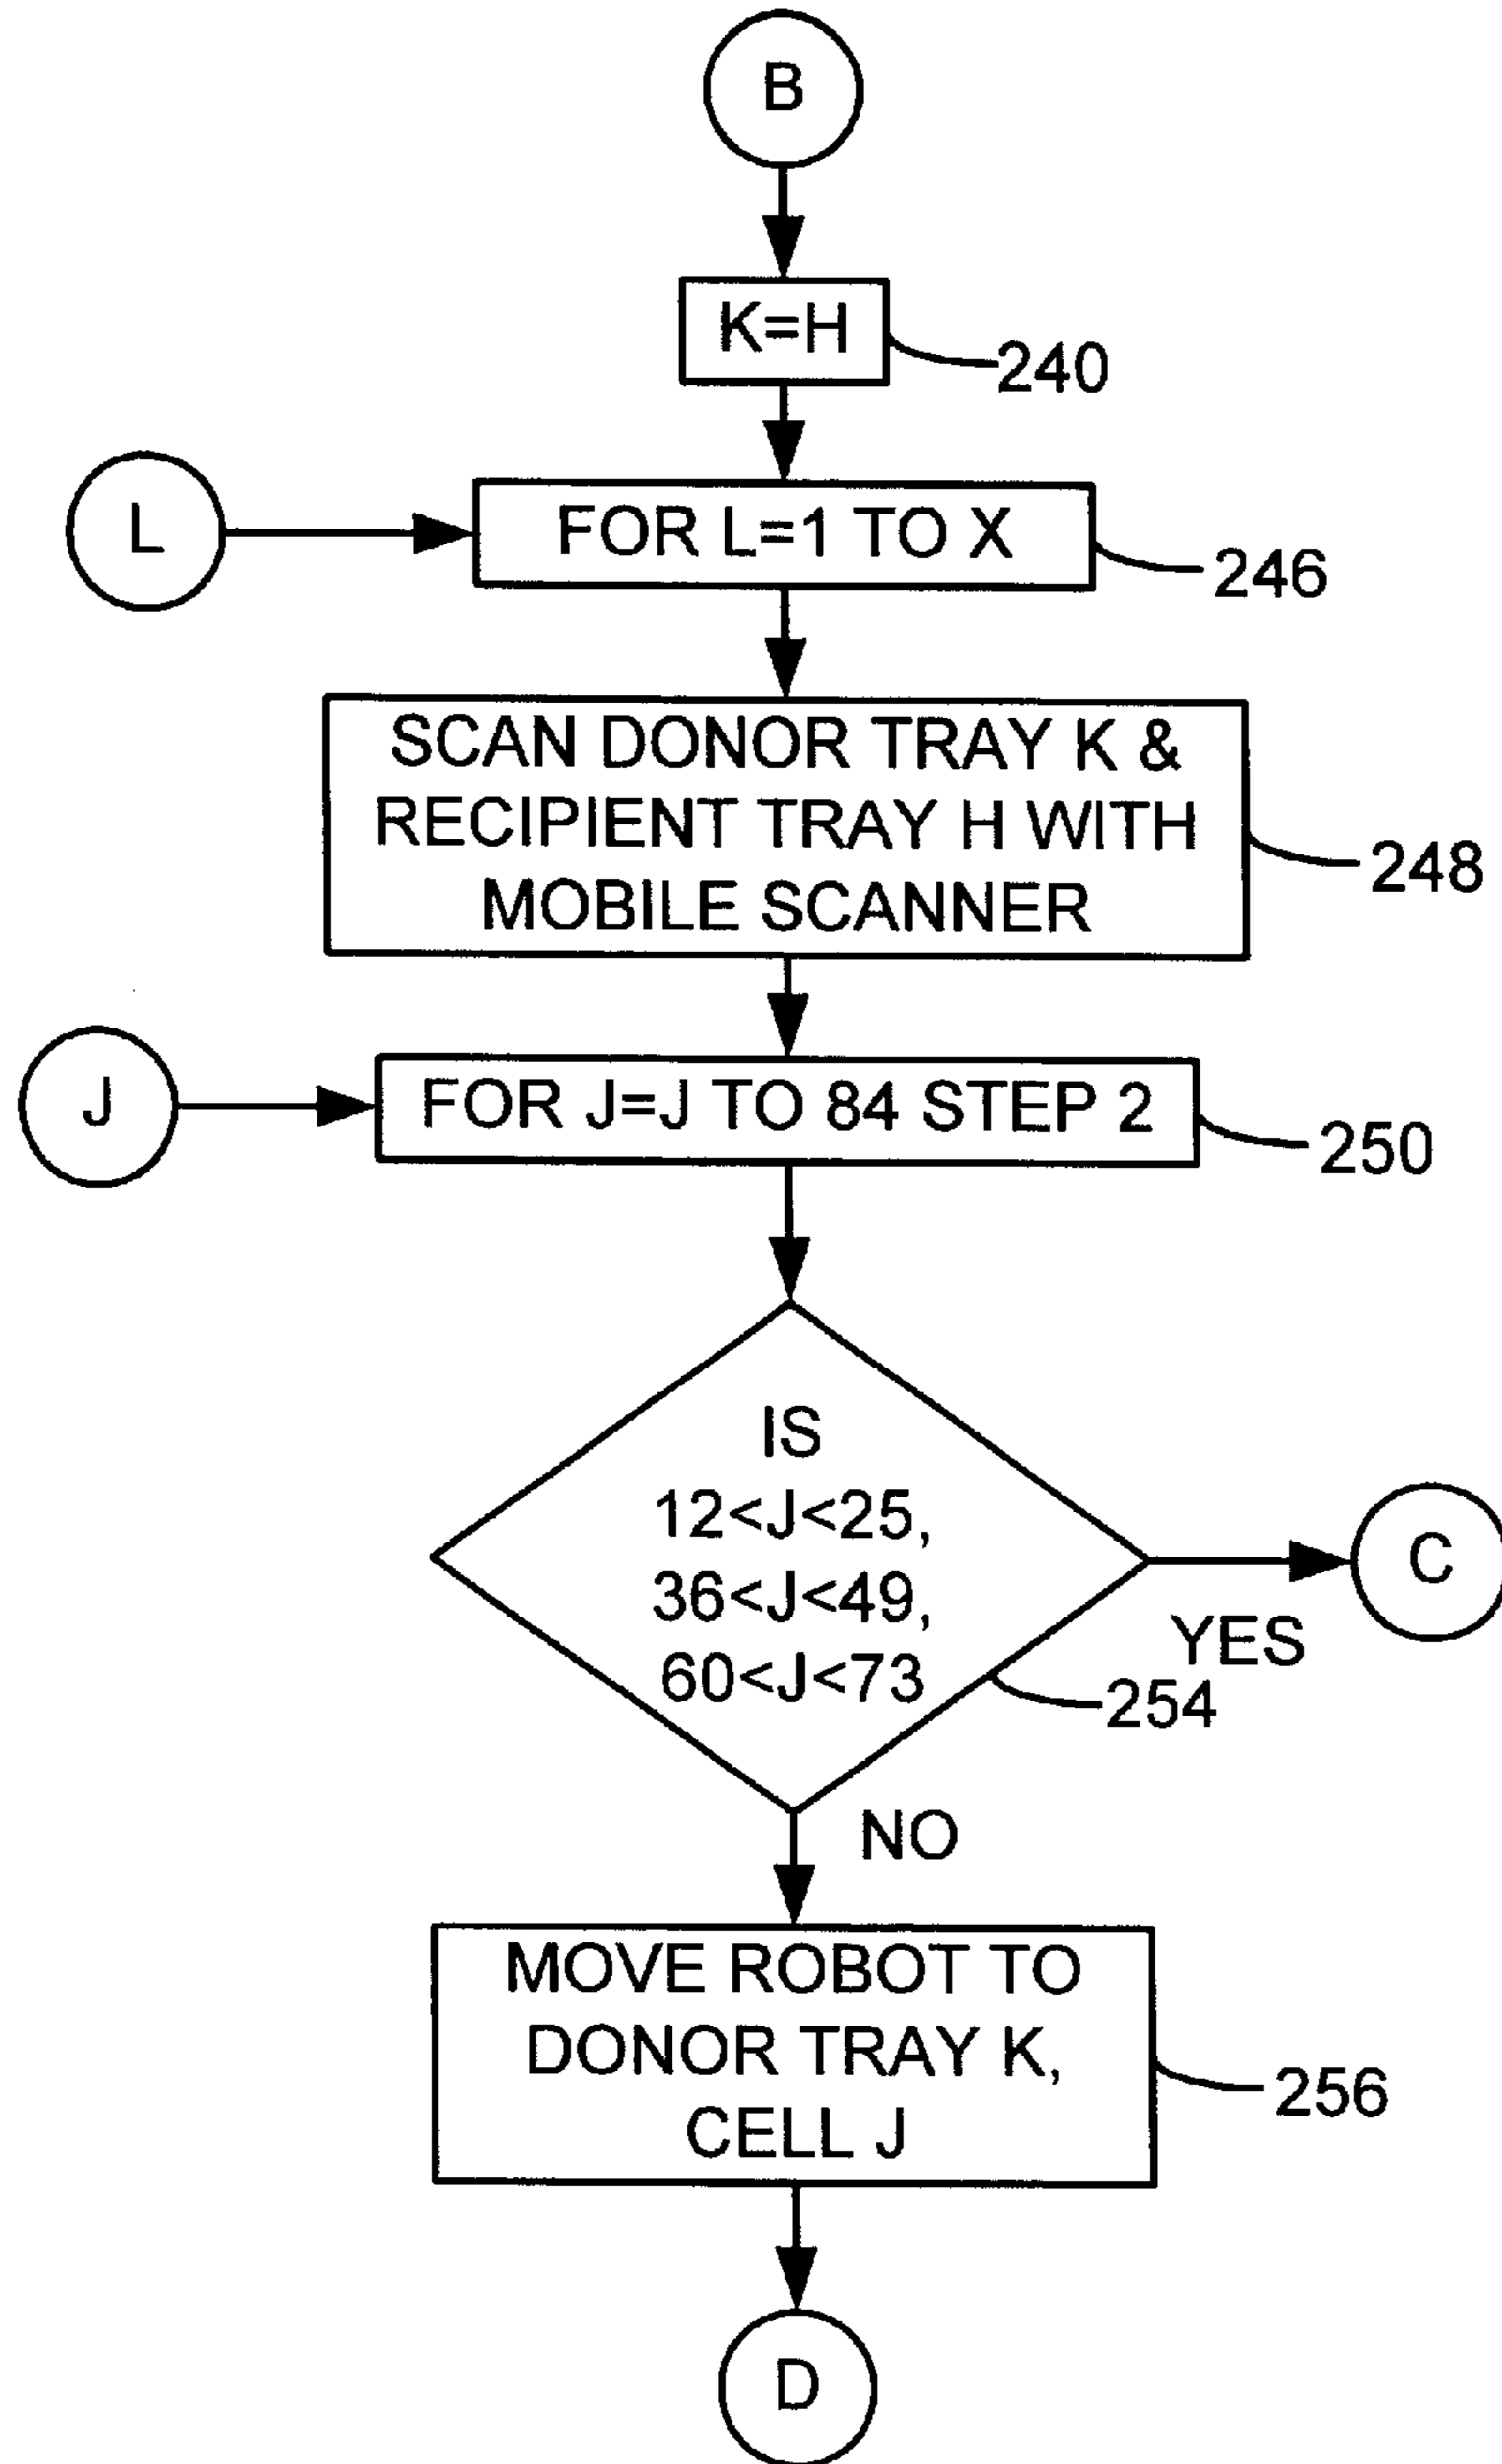 B
K=H
240
L
FOR L=1 TO X
246
SCAN DONOR TRAY K &
RECIPIENT TRAY H WITH
MOBILE SCANNER
248
J
FOR J=J TO 84 STEP 2
250
IS
12<J<25,
36<J<49,
60<J<73
C
YES
254
NO
MOVE ROBOT TO
DONOR TRAY K,
CELL J
256
D